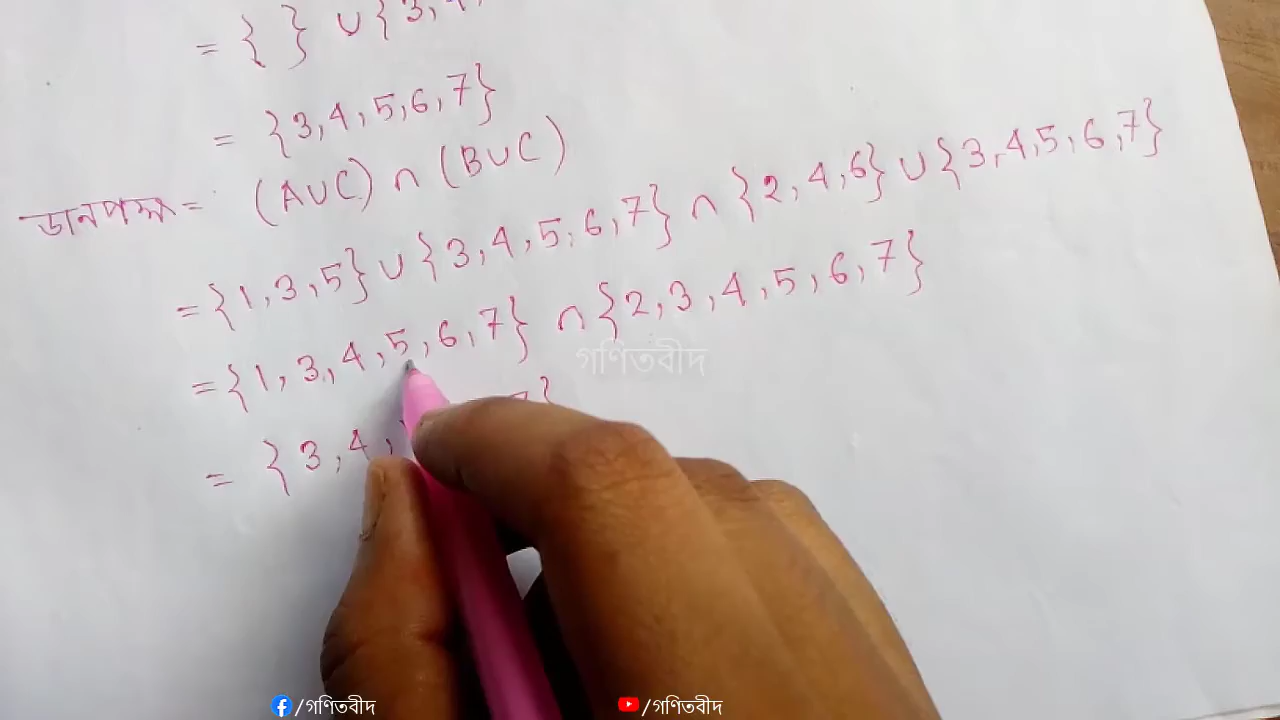 = { } ∪ {3, 4,
= {3, 4, 5, 6, 7}
ডানপক্ষ = (A∪C) ∩ (B∪C)
= {1, 3, 5} ∪ {3, 4, 5, 6, 7} ∩ {2, 4, 6} ∪ {3, 4, 5, 6, 7}
= {1, 3, 4, 5, 6, 7} ∩ {2, 3, 4, 5, 6, 7}
গণিতবীদ
= {3, 4, 7}
/গণিতবীদ /গণিতবীদ